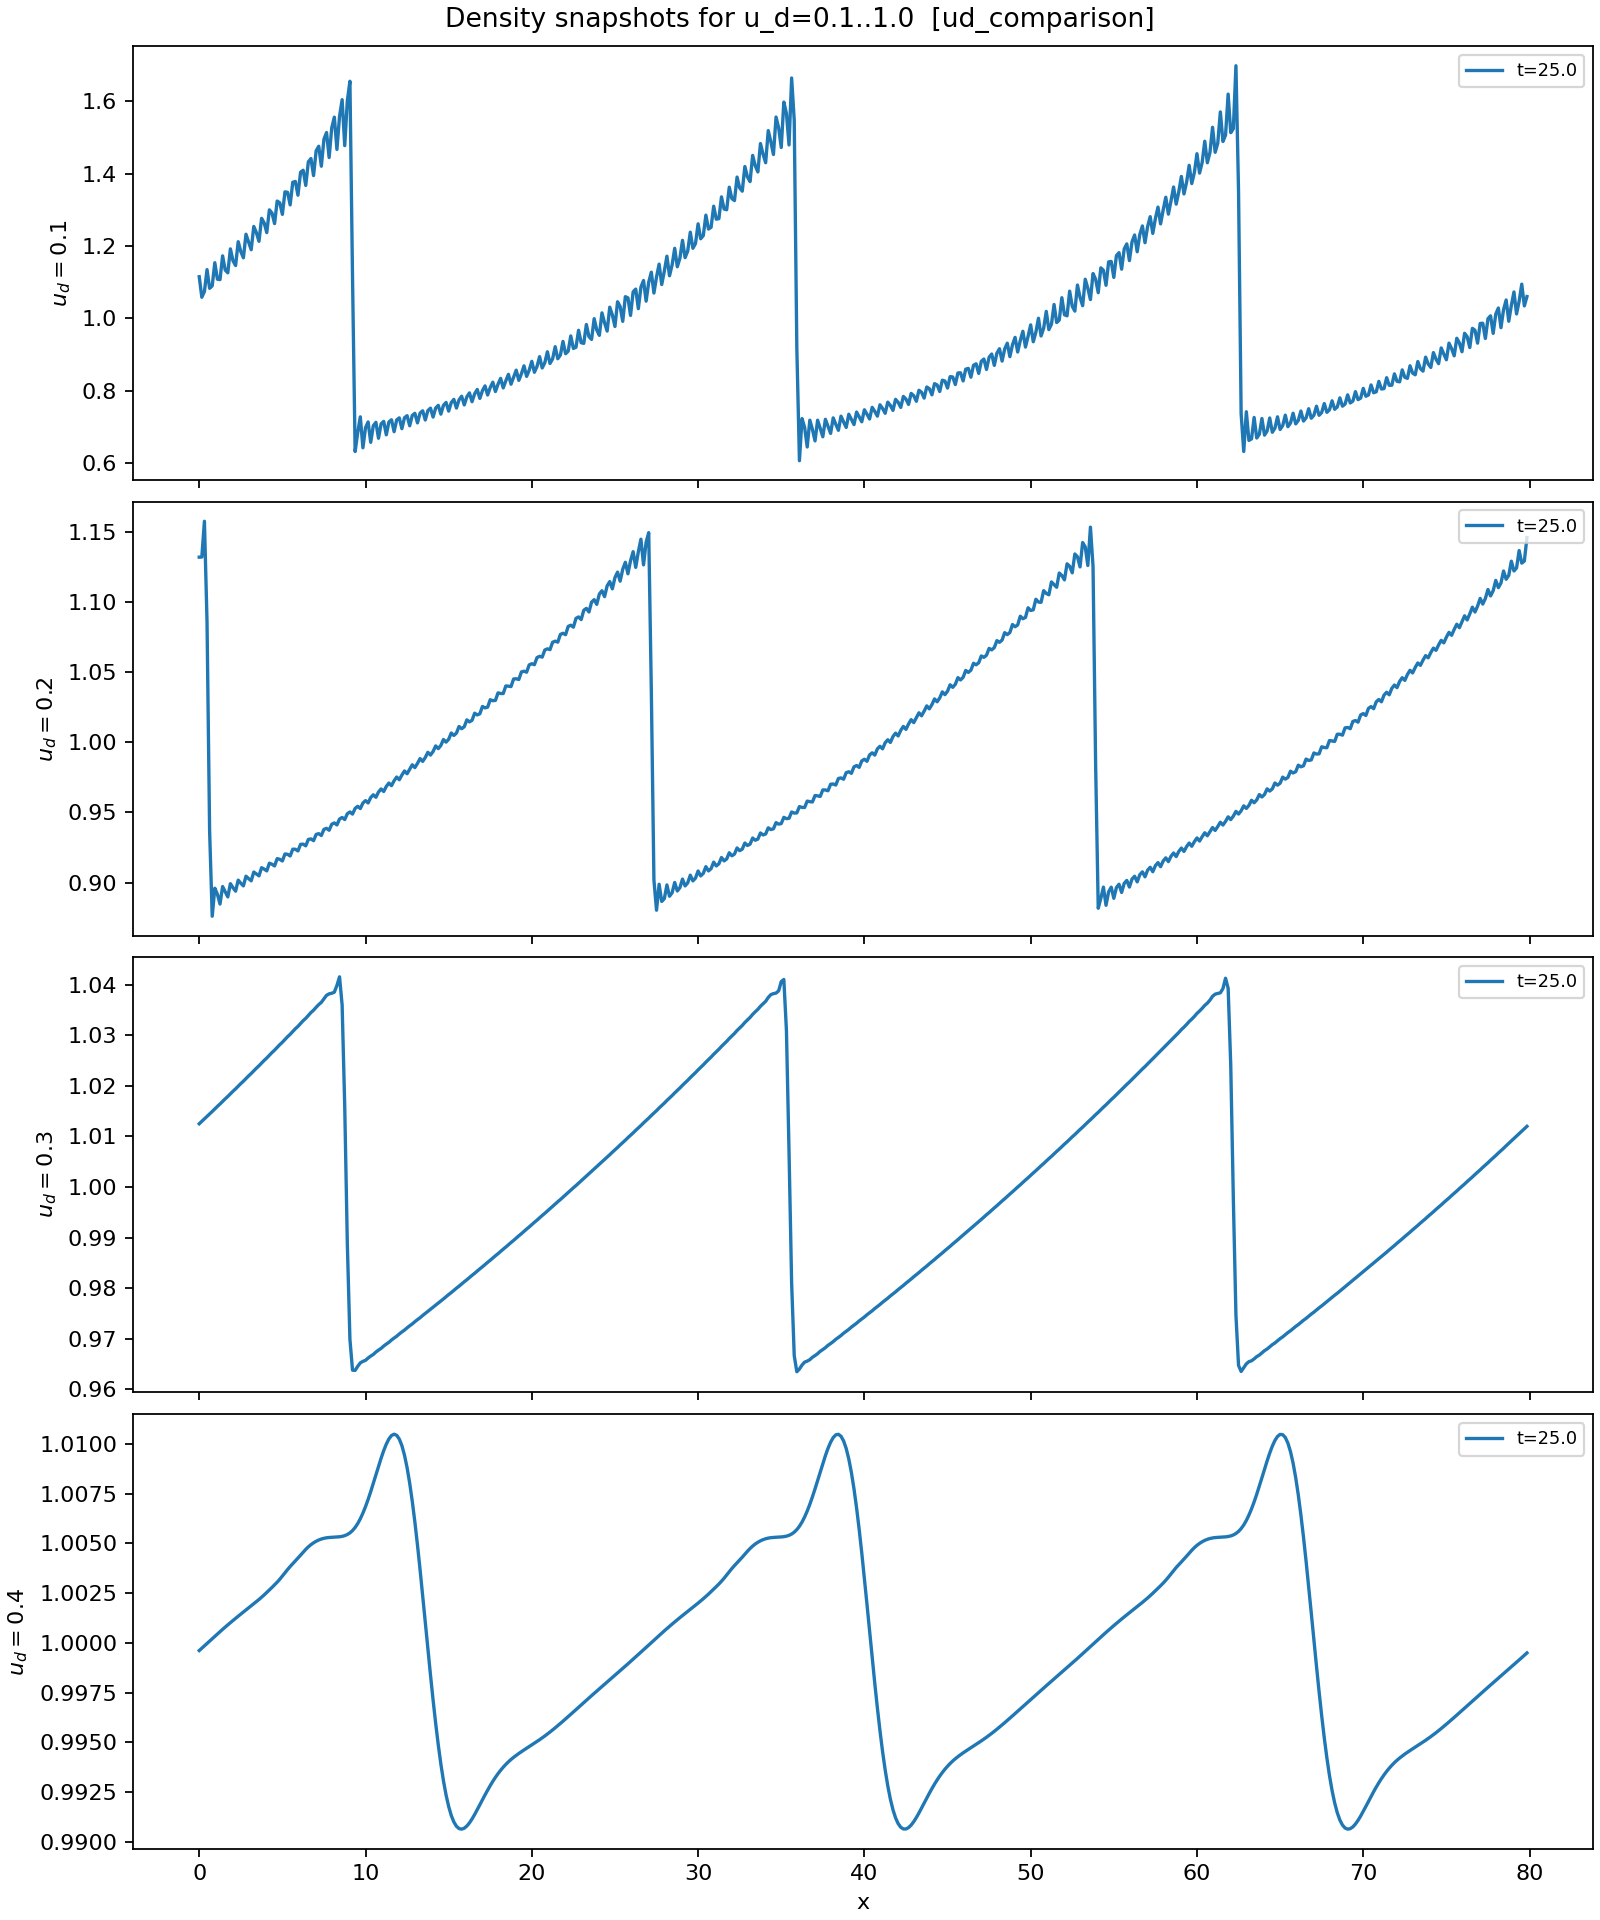 Density snapshots for u_d=0.1..1.0 [ud_comparison]
t=25.0
1.6
1.4
1.2
1.0
0.8
0.6
u_d = 0.1
t=25.0
1.15
1.10
1.05
1.00
0.95
0.90
u_d = 0.2
t=25.0
1.04
1.03
1.02
1.01
1.00
0.99
0.98
0.97
0.96
u_d = 0.3
t=25.0
1.0100
1.0075
1.0050
1.0025
1.0000
0.9975
0.9950
0.9925
0.9900
u_d = 0.4
0 10 20 30 40 50 60 70 80
x